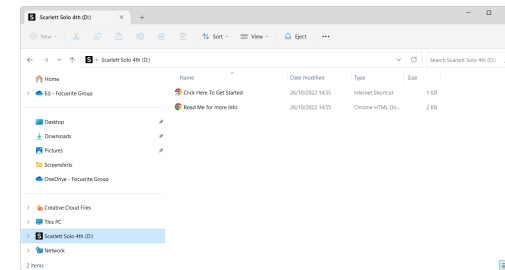 Scarlett Solo 4th (D:)
New
Sort
View
Eject
Scarlett Solo 4th (D:)
Search Scarlett Solo 4th (D:)
Name
Date modified
Type
Size
Home
Ed - Focusrite Group
Desktop
Downloads
Pictures
Screenshots
OneDrive - Focusrite Group
Creative Cloud Files
This PC
Scarlett Solo 4th (D:)
Network
Click Here To Get Started 26/10/2022 14:53 Internet Shortcut 1 KB
Read Me for more Info 26/10/2022 14:55 Chrome HTML Do... 2 KB
2 items